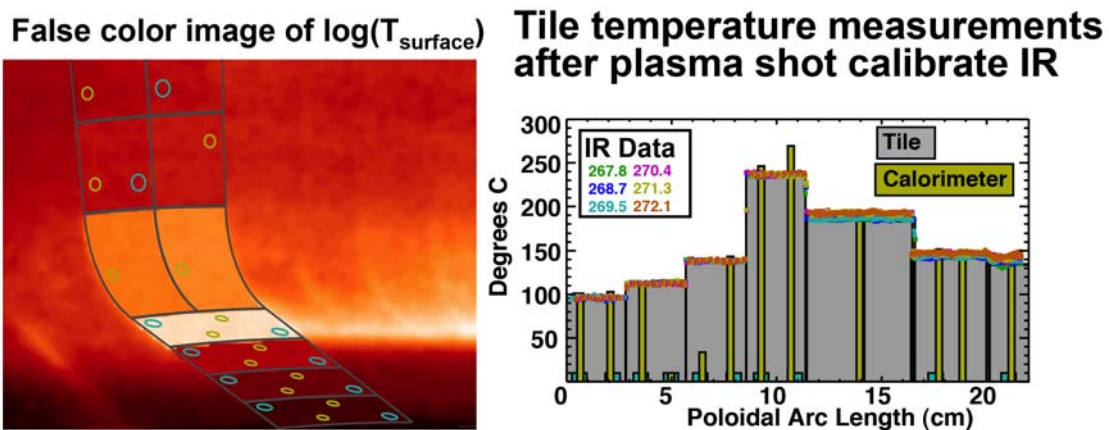 False color image of log(Tsurface)
Tile temperature measurements
after plasma shot calibrate IR
300
250
200
150
100
50
Degrees C
IR Data
267.8 270.4
268.7 271.3
269.5 272.1
Tile
Calorimeter
0 5 10 15 20
Poloidal Arc Length (cm)